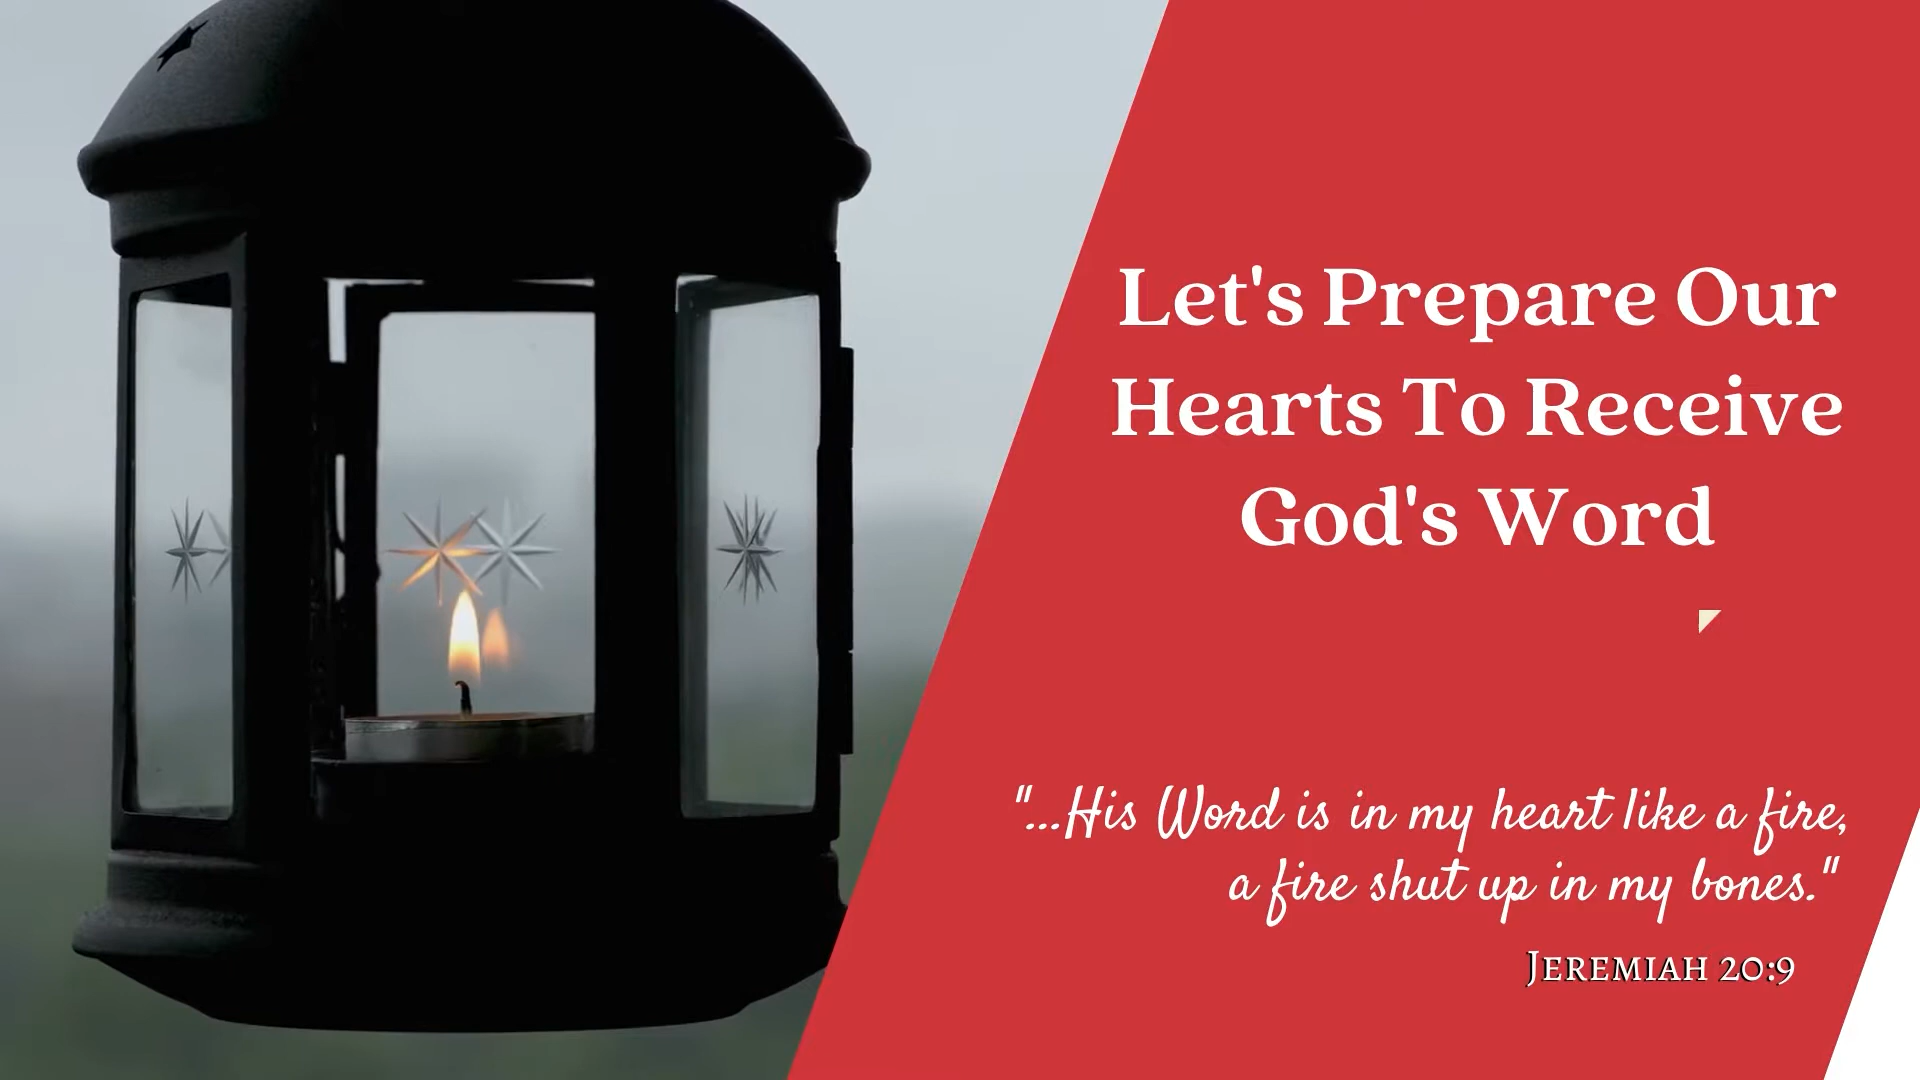 Let's Prepare Our
Hearts To Receive
God's Word
"...His Word is in my heart like a fire,
a fire shut up in my bones."
Jeremiah 20:9